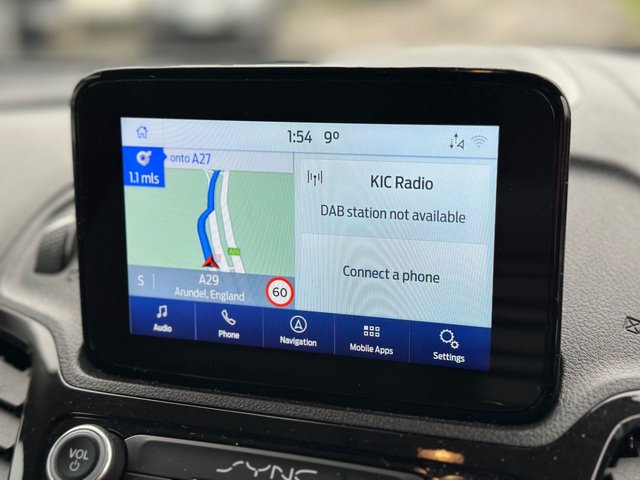 1:54 9°
onto A27
1.1 mls
KIC Radio
DAB station not available
Connect a phone
S
A29
Arundel, England
60
Audio
Phone
Navigation
Mobile Apps
Settings
VOL
SYNC